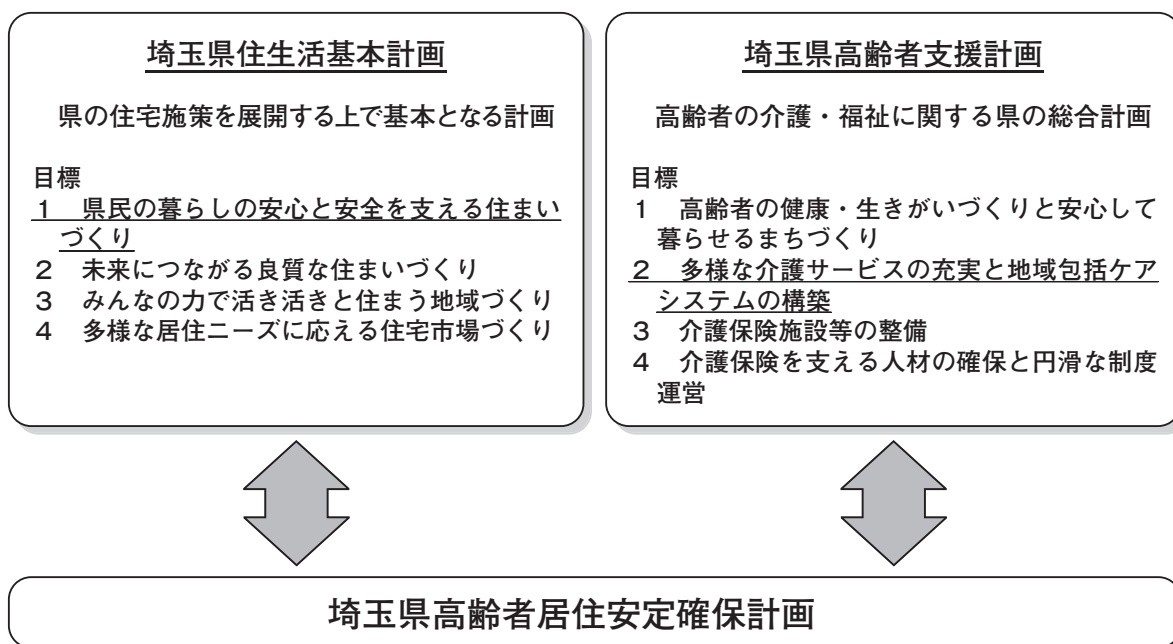 埼玉県住生活基本計画
県の住宅施策を展開する上で基本となる計画
目標
1 県民の暮らしの安心と安全を支える住まい
づくり
2 未来につながる良質な住まいづくり
3 みんなの力で活き活きと住まう地域づくり
4 多様な居住ニーズに応える住宅市場づくり
埼玉県高齢者支援計画
高齢者の介護・福祉に関する県の総合計画
目標
1 高齢者の健康・生きがいづくりと安心して
暮らせるまちづくり
2 多様な介護サービスの充実と地域包括ケア
システムの構築
3 介護保険施設等の整備
4 介護保険を支える人材の確保と円滑な制度
運営
埼玉県高齢者居住安定確保計画